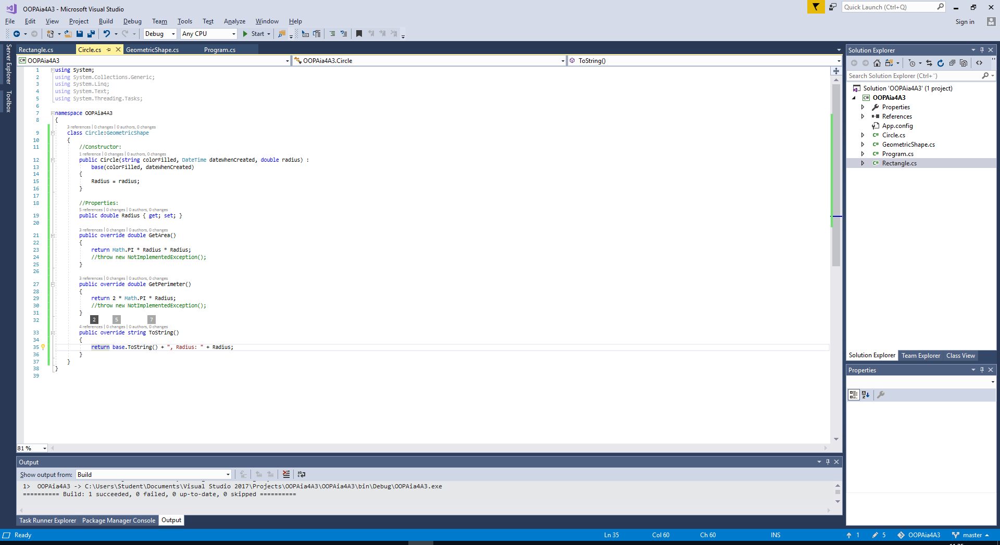 OOPAia4A3 - Microsoft Visual Studio
Quick Launch (Ctrl+Q)
File Edit View Project Build Debug Team Tools Test Analyze Window Help
Sign in
Debug Any CPU Start
Server Explorer
Toolbox
Rectangle.cs Circle.cs GeometricShape.cs Program.cs
C# OOPAia4A3 OOPAia4A3.Circle ToString()
1 using System;
2 using System.Collections.Generic;
3 using System.Linq;
4 using System.Text;
5 using System.Threading.Tasks;
6
7 namespace OOPAia4A3
8 {
3 references | 0 changes | 0 authors, 0 changes
9 class Circle:GeometricShape
10 {
11 //Constructor:
1 reference | 0 changes | 0 authors, 0 changes
12 public Circle(string colorFilled, DateTime dateWhenCreated, double radius) :
13 base(colorFilled, dateWhenCreated)
14 {
15 Radius = radius;
16 }
17
18 //Properties:
5 references | 0 changes | 0 authors, 0 changes
19 public double Radius { get; set; }
20
3 references | 0 changes | 0 authors, 0 changes
21 public override double GetArea()
22 {
23 return Math.PI * Radius * Radius;
24 //throw new NotImplementedException();
25 }
26
3 references | 0 changes | 0 authors, 0 changes
27 public override double GetPerimeter()
28 {
29 return 2 * Math.PI * Radius;
30 //throw new NotImplementedException();
31 }
32 2 5 7
4 references | 0 changes | 0 authors, 0 changes
33 public override string ToString()
34 {
35 return base.ToString() + ", Radius: " + Radius;
36 }
37 }
38 }
39
81 %
Output
Show output from: Build
1> OOPAia4A3 -> C:\Users\Student\Documents\Visual Studio 2017\Projects\OOPAia4A3\OOPAia4A3\bin\Debug\OOPAia4A3.exe
========== Build: 1 succeeded, 0 failed, 0 up-to-date, 0 skipped ==========
Task Runner Explorer Package Manager Console Output
Solution Explorer
Search Solution Explorer (Ctrl+¨)
Solution 'OOPAia4A3' (1 project)
C# OOPAia4A3
Properties
References
App.config
C# Circle.cs
C# GeometricShape.cs
C# Program.cs
C# Rectangle.cs
Solution Explorer Team Explorer Class View
Properties
Ready Ln 35 Col 60 Ch 60 INS 1 5 OOPAia4A3 master